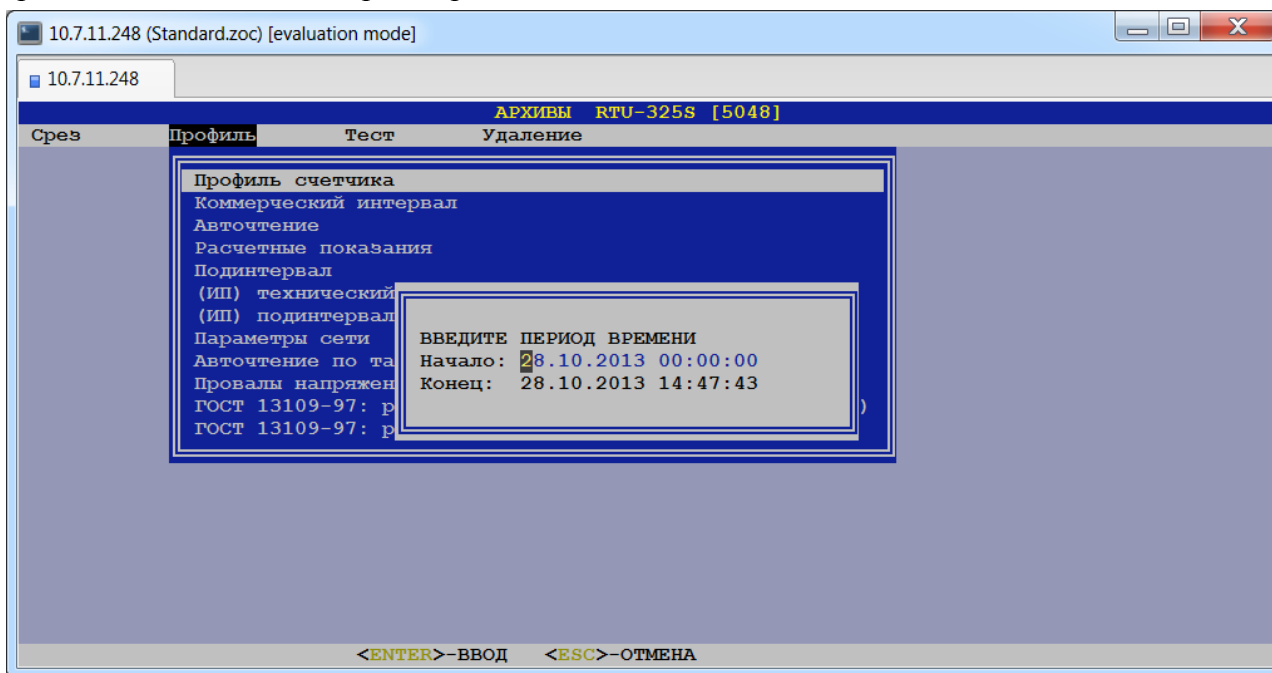 10.7.11.248 (Standard.zoc) [evaluation mode]
10.7.11.248
АРХИВЫ RTU-325S [5048]
Срез Профиль Тест Удаление
Профиль счетчика
Коммерческий интервал
Авточтение
Расчетные показания
Подинтервал
(ИП) технический
(ИП) подинтервал
Параметры сети
Авточтение по та
Провалы напряжен
ГОСТ 13109-97: р )
ГОСТ 13109-97: р
ВВЕДИТЕ ПЕРИОД ВРЕМЕНИ
Начало: 28.10.2013 00:00:00
Конец: 28.10.2013 14:47:43
<ENTER>-ВВОД <ESC>-ОТМЕНА